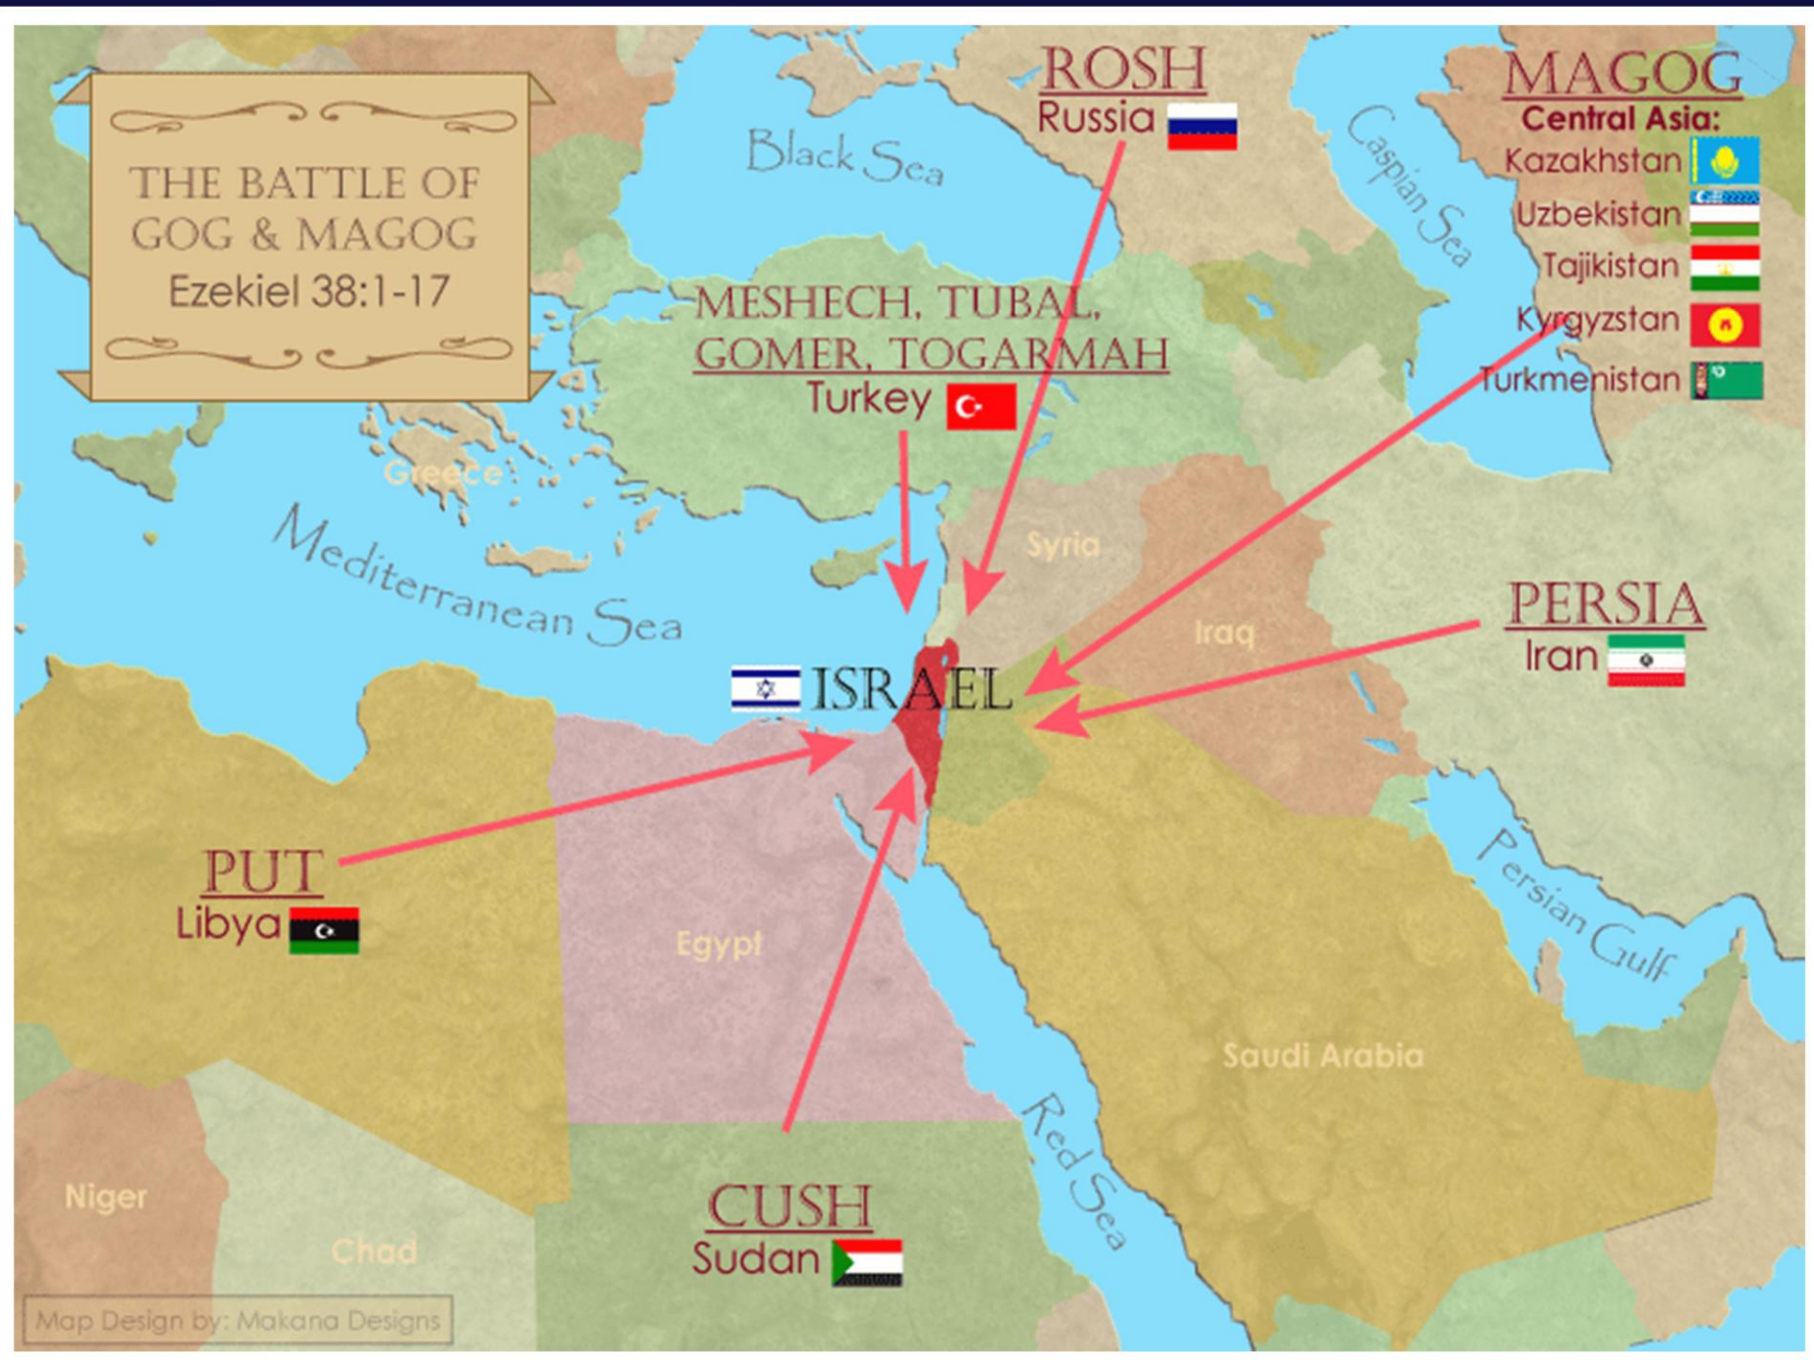 THE BATTLE OF
GOG & MAGOG
Ezekiel 38:1-17
ROSH
Russia
MAGOG
Central Asia:
Kazakhstan
Uzbekistan
Tajikistan
Kyrgyzstan
Turkmenistan
Black Sea
Caspian Sea
MESHECH, TUBAL,
GOMER, TOGARMAH
Turkey
Greece
Mediterranean Sea
Syria
Iraq
PERSIA
Iran
ISRAEL
PUT
Libya
Egypt
Persian Gulf
Saudi Arabia
Red Sea
Niger
Chad
CUSH
Sudan
Map Design by: Makana Designs